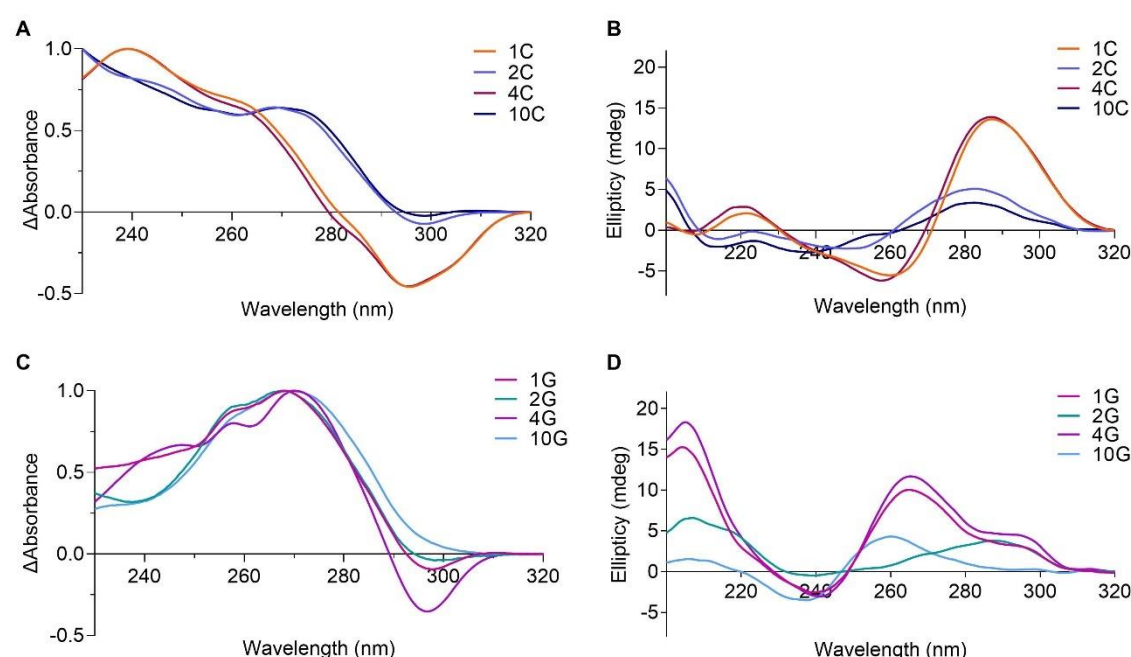 A
1.0
0.5
0.0
-0.5
ΔAbsorbance
240
260
280
300
320
Wavelength (nm)
1C
2C
4C
10C
B
20
15
10
5
0
-5
Ellipticy (mdeg)
220
240
260
280
300
320
Wavelength (nm)
1C
2C
4C
10C
C
1.0
0.5
0.0
-0.5
ΔAbsorbance
240
260
280
300
320
Wavelength (nm)
1G
2G
4G
10G
D
20
15
10
5
0
-5
Ellipticy (mdeg)
220
240
260
280
300
320
Wavelength (nm)
1G
2G
4G
10G